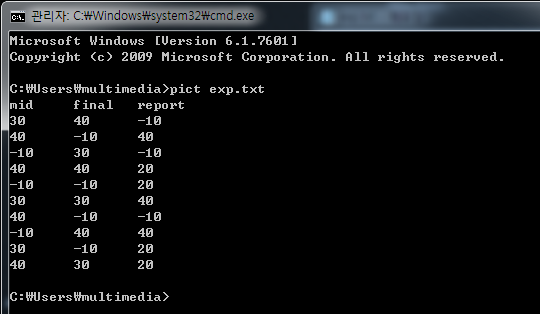 관리자: C:₩Windows₩system32₩cmd.exe
Microsoft Windows [Version 6.1.7601]
Copyright (c) 2009 Microsoft Corporation. All rights reserved.
C:₩Users₩multimedia>pict exp.txt
mid final report
30 40 -10
40 -10 40
-10 30 -10
40 40 20
-10 -10 20
30 30 40
40 -10 -10
-10 40 40
30 -10 20
40 30 20
C:₩Users₩multimedia>